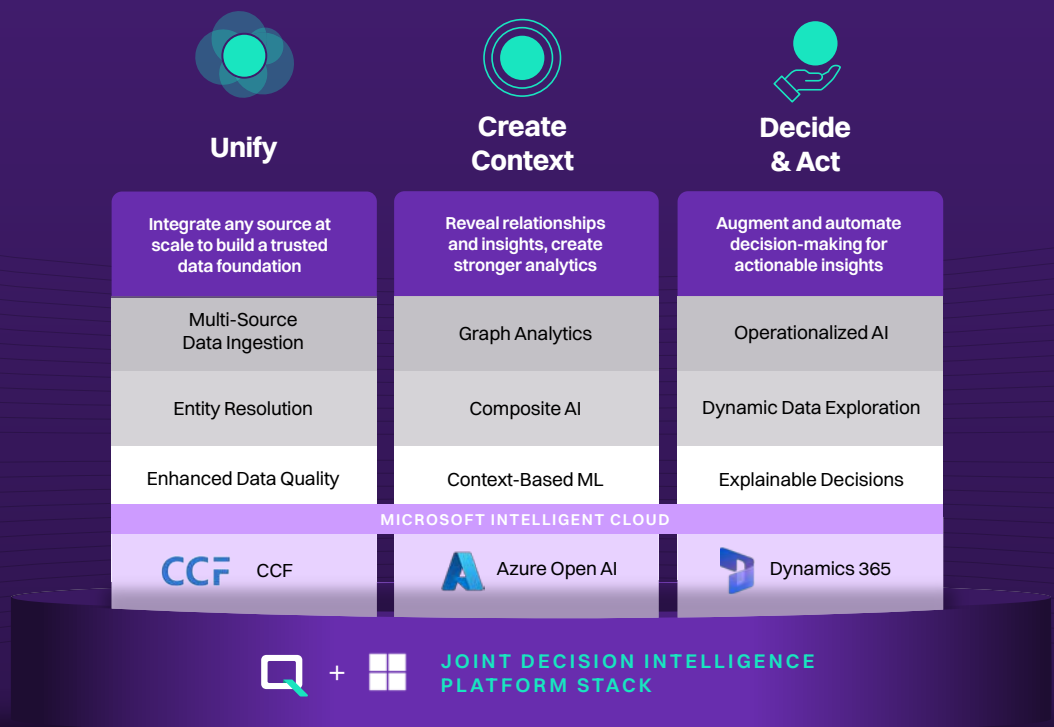 Unify
Create
Context
Decide
& Act
Integrate any source at
scale to build a trusted
data foundation
Reveal relationships
and insights, create
stronger analytics
Augment and automate
decision-making for
actionable insights
Multi-Source
Data Ingestion
Graph Analytics
Operationalized AI
Entity Resolution
Composite AI
Dynamic Data Exploration
Enhanced Data Quality
Context-Based ML
Explainable Decisions
MICROSOFT INTELLIGENT CLOUD
CCF CCF
Azure Open AI
Dynamics 365
+
JOINT DECISION INTELLIGENCE
PLATFORM STACK